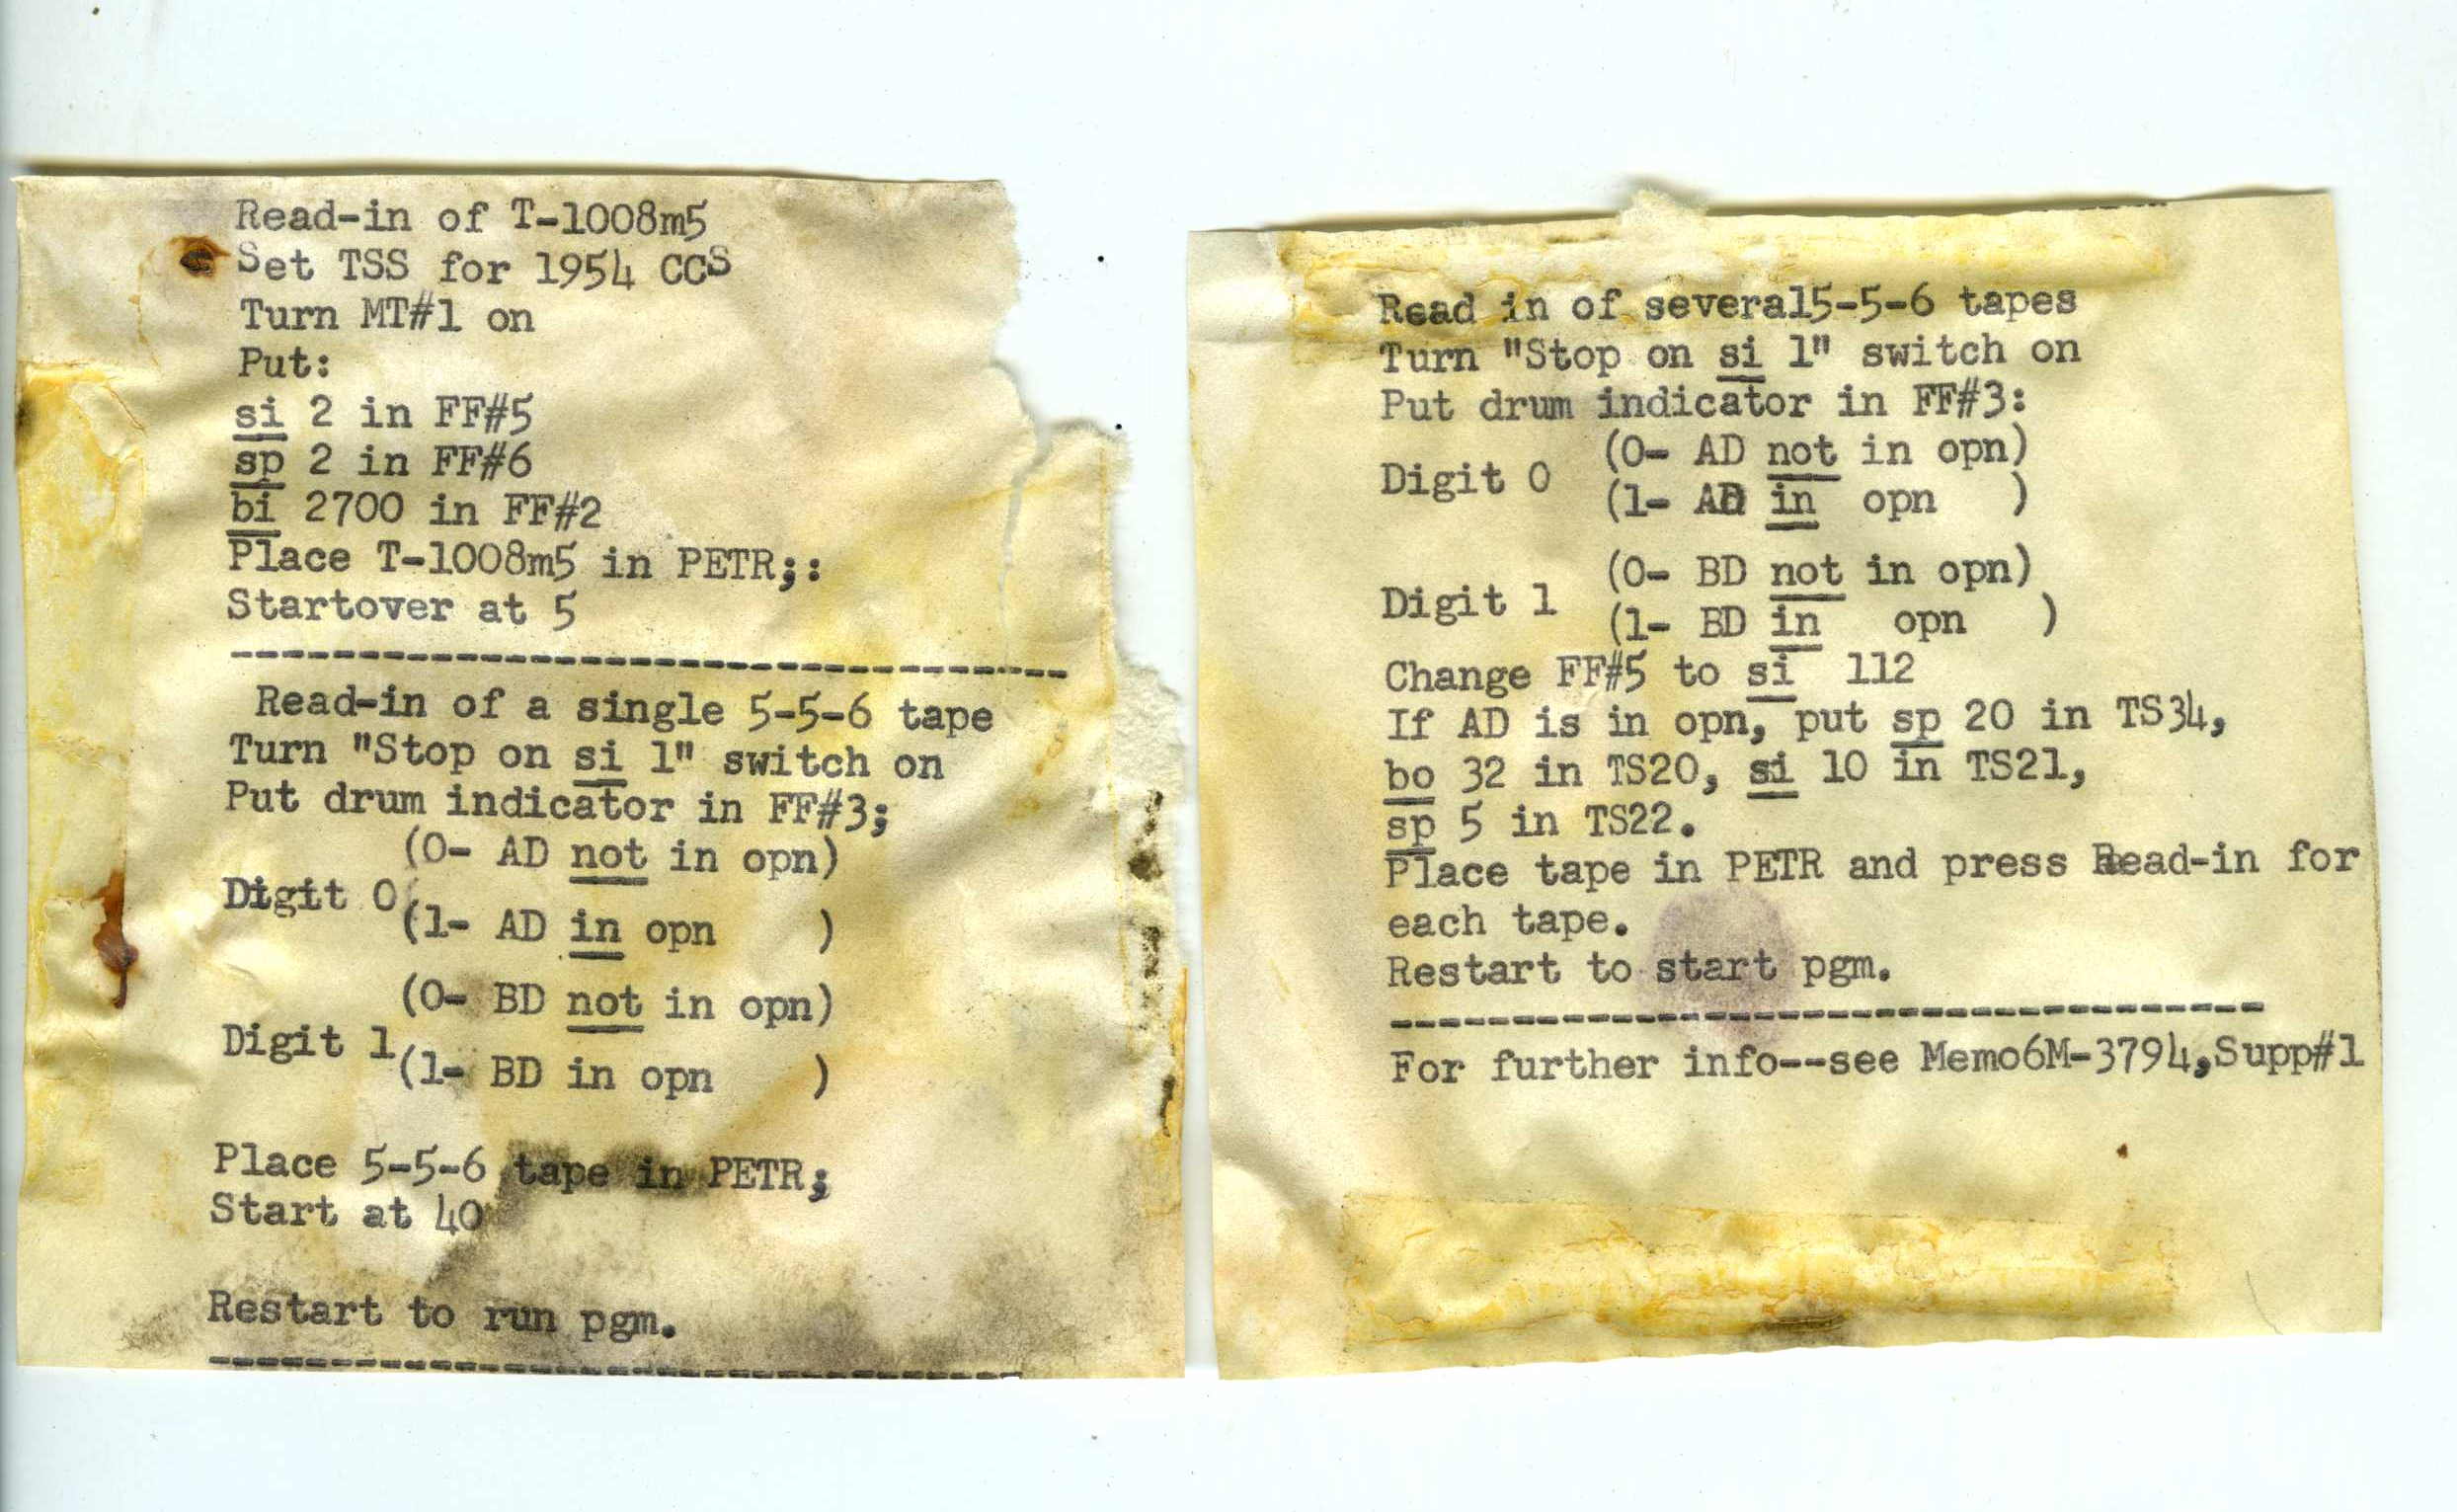 Read-in of T-1008m5
Set TSS for 1954 CCS
Turn MT#1 on
Put:
si 2 in FF#5
sp 2 in FF#6
bi 2700 in FF#2
Place T-1008m5 in PETR;:
Startover at 5
Read-in of a single 5-5-6 tape
Turn "Stop on si 1" switch on
Put drum indicator in FF#3;
(0- AD not in opn)
Digit 0
(1- AD in opn )
(0- BD not in opn)
Digit 1
(1- BD in opn )
Place 5-5-6 tape in PETR;
Start at 40
Restart to run pgm.
Read in of several5-5-6 tapes
Turn "Stop on si 1" switch on
Put drum indicator in FF#3:
(0- AD not in opn)
Digit 0
(1- AD in opn )
(0- BD not in opn)
Digit 1
(1- BD in opn )
Change FF#5 to si 112
If AD is in opn, put sp 20 in TS34,
bo 32 in TS20, si 10 in TS21,
sp 5 in TS22.
Place tape in PETR and press Read-in for
each tape.
Restart to start pgm.
For further info--see Memo6M-3794,Supp#1